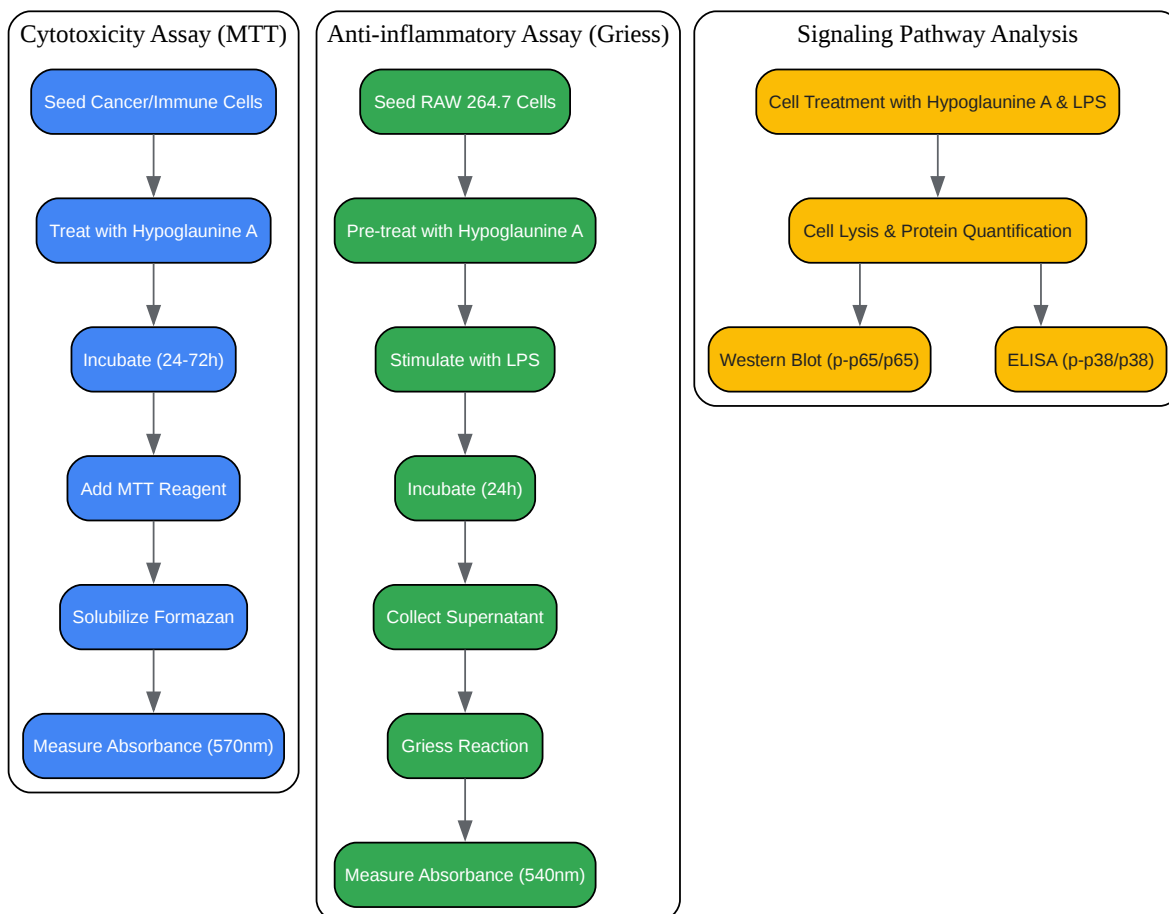 Cytotoxicity Assay (MTT)
Seed Cancer/Immune Cells
Treat with Hypoglaunine A
Incubate (24-72h)
Add MTT Reagent
Solubilize Formazan
Measure Absorbance (570nm)
Anti-inflammatory Assay (Griess)
Seed RAW 264.7 Cells
Pre-treat with Hypoglaunine A
Stimulate with LPS
Incubate (24h)
Collect Supernatant
Griess Reaction
Measure Absorbance (540nm)
Signaling Pathway Analysis
Cell Treatment with Hypoglaunine A & LPS
Cell Lysis & Protein Quantification
Western Blot (p-p65/p65)
ELISA (p-p38/p38)